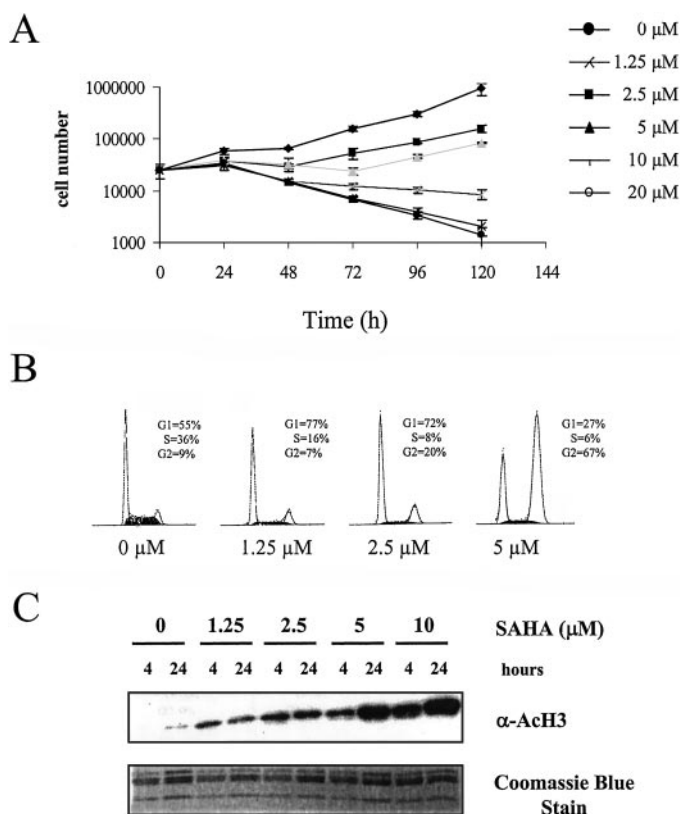 A
1000000
100000
10000
1000
cell number
0 24 48 72 96 120 144
Time (h)
0 μM
1.25 μM
2.5 μM
5 μM
10 μM
20 μM
B
G1=55%
S=36%
G2=9%
0 μM
G1=77%
S=16%
G2=7%
1.25 μM
G1=72%
S=8%
G2=20%
2.5 μM
G1=27%
S=6%
G2=67%
5 μM
C
0 1.25 2.5 5 10 SAHA (μM)
4 24 4 24 4 24 4 24 4 24 hours
α-AcH3
Coomassie Blue
Stain